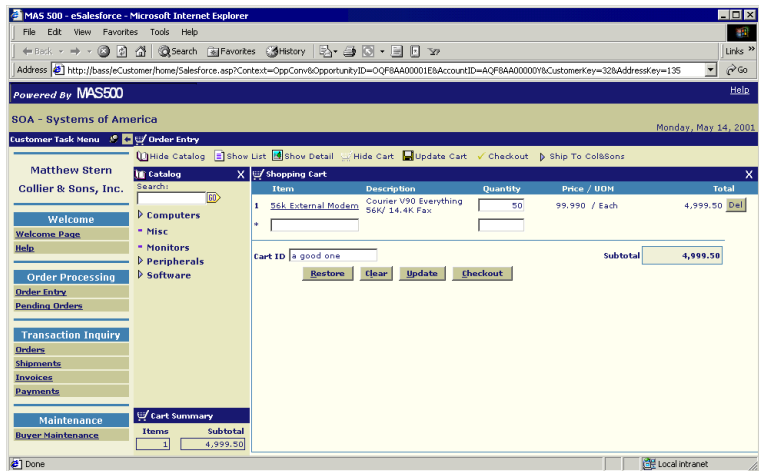 MAS 500 - eSalesforce - Microsoft Internet Explorer
File Edit View Favorites Tools Help
Back Search Favorites History Links »
Address http://bass/eCustomer/home/Salesforce.asp?Context=OppConv&OpportunityID=OQF8AA00001E8&AccountID=AQF8AA00000Y8&CustomerKey=32&AddressKey=135 Go
Powered By MAS500 Help
SOA - Systems of America
Monday, May 14, 2001
Customer Task Menu Order Entry
Hide Catalog Show List Show Detail Hide Cart Update Cart Checkout Ship To Col&Sons
Matthew Stern
Collier & Sons, Inc.
Welcome
Welcome Page
Help
Order Processing
Order Entry
Pending Orders
Transaction Inquiry
Orders
Shipments
Invoices
Payments
Maintenance
Buyer Maintenance
Catalog X
Search:
GO
Computers
Misc
Monitors
Peripherals
Software
Cart Summary
Items Subtotal
1 4,999.50
Shopping Cart X
Item Description Quantity Price / UOM Total
1 56k External Modem Courier V90 Everything 56K/ 14.4K Fax 50 99.990 / Each 4,999.50 Del
*
Cart ID a good one Subtotal 4,999.50
Restore Clear Update Checkout
Done Local intranet